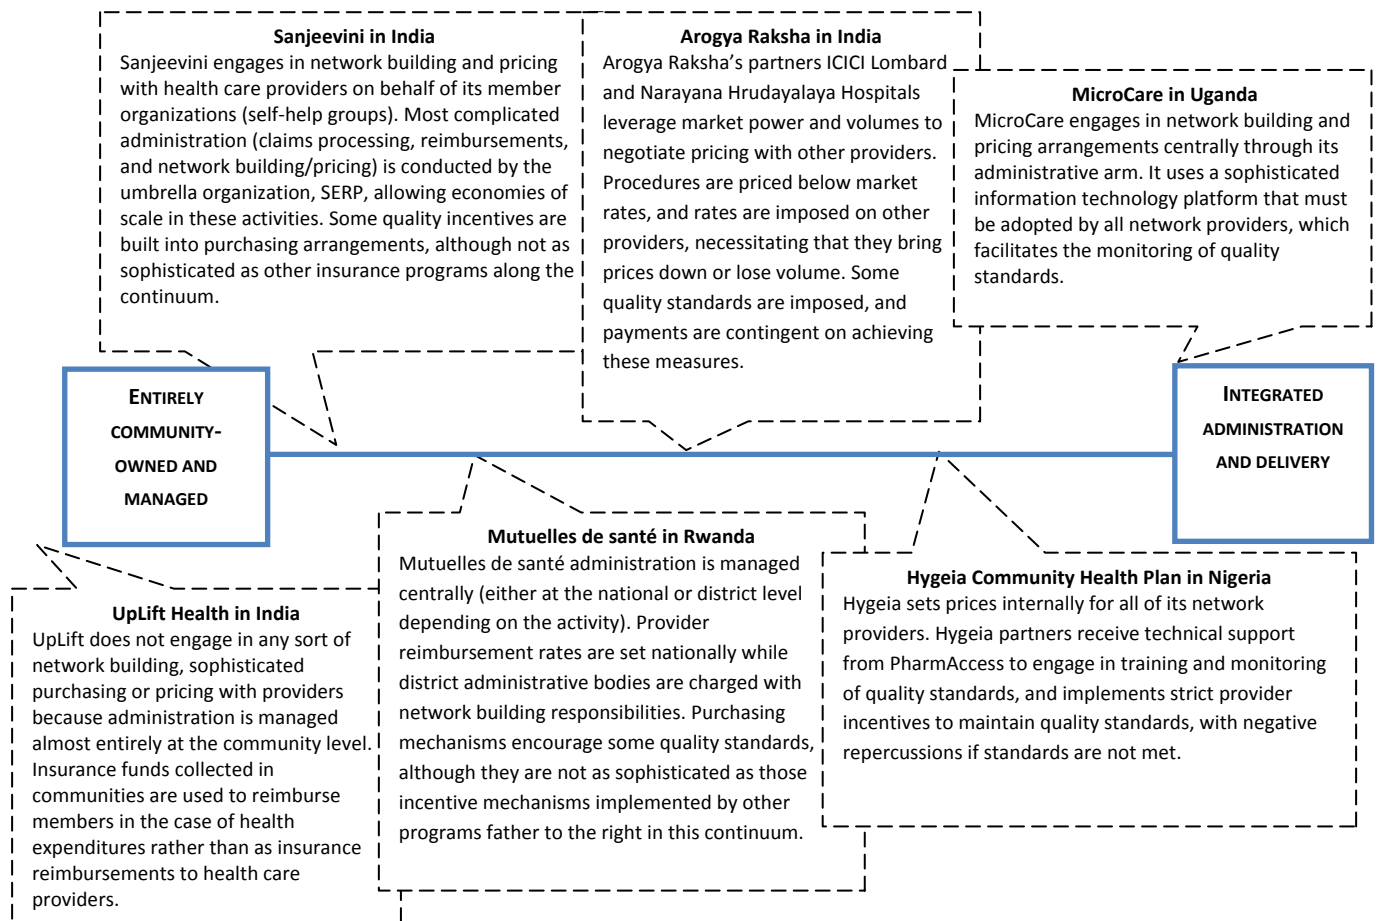 Sanjeevini in India
Sanjeevini engages in network building and pricing
with health care providers on behalf of its member
organizations (self-help groups). Most complicated
administration (claims processing, reimbursements,
and network building/pricing) is conducted by the
umbrella organization, SERP, allowing economies of
scale in these activities. Some quality incentives are
built into purchasing arrangements, although not as
sophisticated as other insurance programs along the
continuum.
Arogya Raksha in India
Arogya Raksha’s partners ICICI Lombard
and Narayana Hrudayalaya Hospitals
leverage market power and volumes to
negotiate pricing with other providers.
Procedures are priced below market
rates, and rates are imposed on other
providers, necessitating that they bring
prices down or lose volume. Some
quality standards are imposed, and
payments are contingent on achieving
these measures.
MicroCare in Uganda
MicroCare engages in network building and
pricing arrangements centrally through its
administrative arm. It uses a sophisticated
information technology platform that must
be adopted by all network providers, which
facilitates the monitoring of quality
standards.
ENTIRELY
COMMUNITY-
OWNED AND
MANAGED
INTEGRATED
ADMINISTRATION
AND DELIVERY
UpLift Health in India
UpLift does not engage in any sort of
network building, sophisticated
purchasing or pricing with providers
because administration is managed
almost entirely at the community level.
Insurance funds collected in
communities are used to reimburse
members in the case of health
expenditures rather than as insurance
reimbursements to health care
providers.
Mutuelles de santé in Rwanda
Mutuelles de santé administration is managed
centrally (either at the national or district level
depending on the activity). Provider
reimbursement rates are set nationally while
district administrative bodies are charged with
network building responsibilities. Purchasing
mechanisms encourage some quality standards,
although they are not as sophisticated as those
incentive mechanisms implemented by other
programs father to the right in this continuum.
Hygeia Community Health Plan in Nigeria
Hygeia sets prices internally for all of its network
providers. Hygeia partners receive technical support
from PharmAccess to engage in training and monitoring
of quality standards, and implements strict provider
incentives to maintain quality standards, with negative
repercussions if standards are not met.